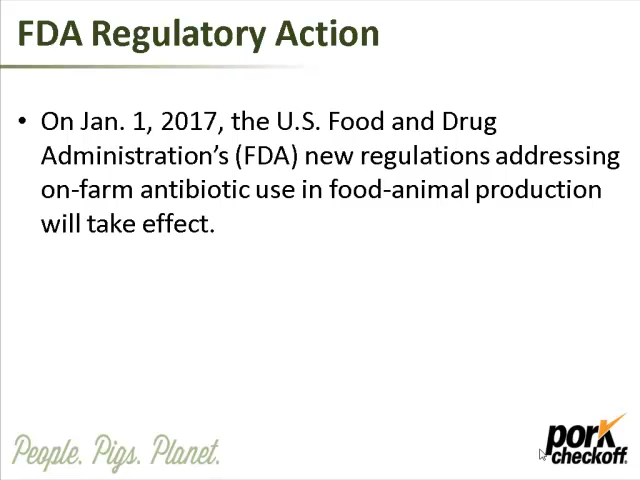 FDA Regulatory Action
• On Jan. 1, 2017, the U.S. Food and Drug
Administration’s (FDA) new regulations addressing
on-farm antibiotic use in food-animal production
will take effect.
People. Pigs. Planet.
pork
checkoff.